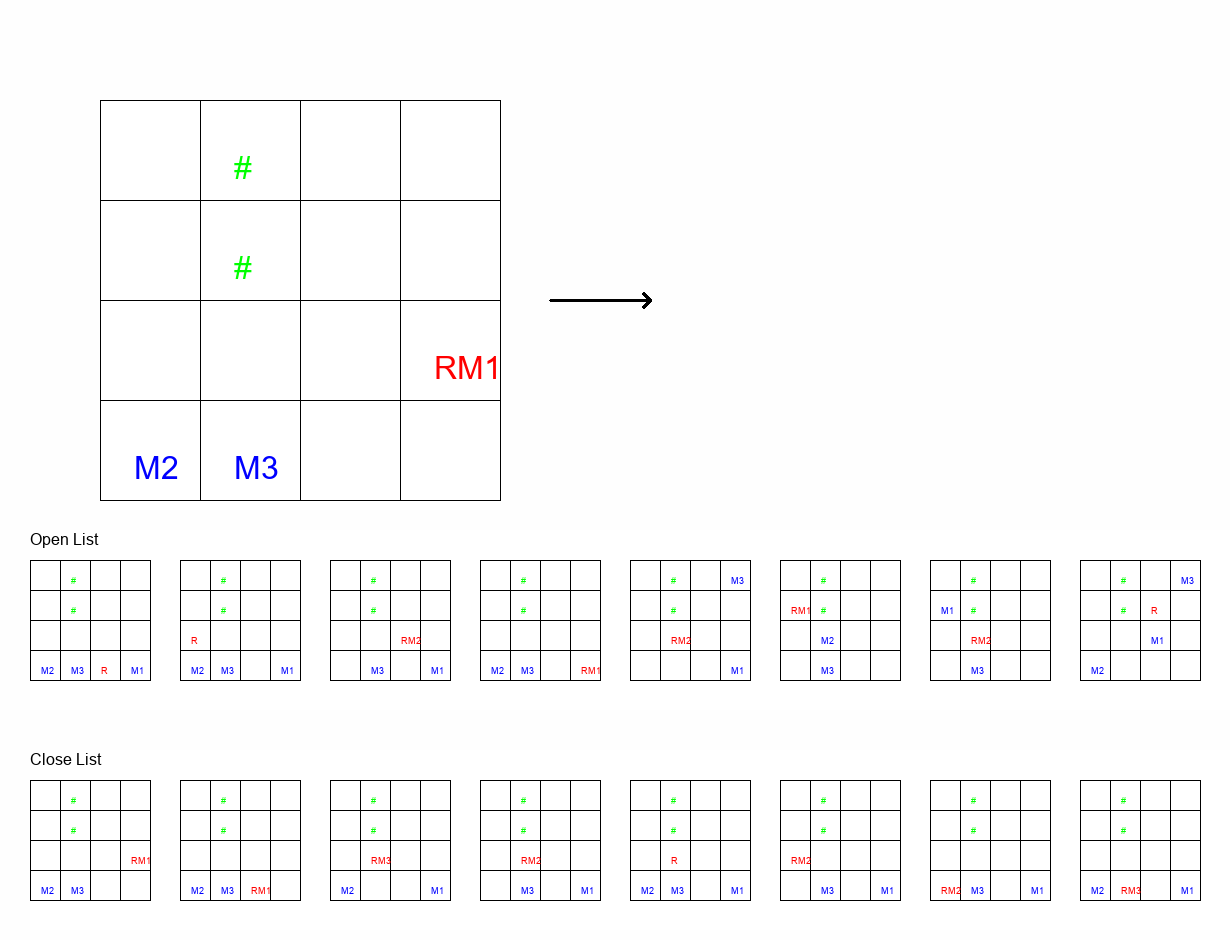 #
#
RM1
M2 M3
Open List
# # # # # M3 # # # M3
# # # # # RM1 # M1 # # R
R RM2 RM2 M2 RM2 M1
M2 M3 R M1 M2 M3 M1 M3 M1 M2 M3 RM1 M1 M3 M3 M2
Close List
# # # # # # # #
# # # # # # # #
RM1 RM3 RM2 R RM2
M2 M3 M2 M3 RM1 M2 M1 M3 M1 M2 M3 M1 M3 M1 RM2 M3 M1 M2 RM3 M1